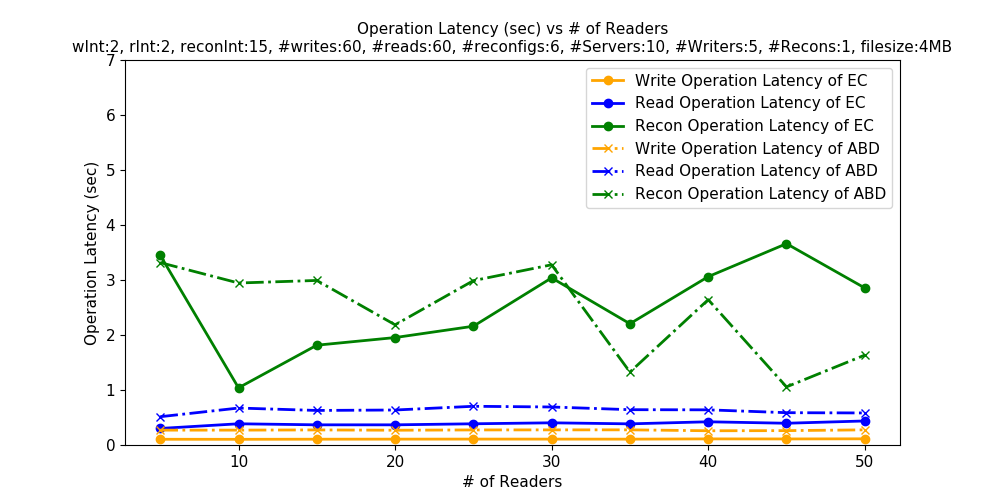 Operation Latency (sec) vs # of Readers
wInt:2, rInt:2, reconInt:15, #writes:60, #reads:60, #reconfigs:6, #Servers:10, #Writers:5, #Recons:1, filesize:4MB
Write Operation Latency of EC
Read Operation Latency of EC
Recon Operation Latency of EC
Write Operation Latency of ABD
Read Operation Latency of ABD
Recon Operation Latency of ABD
Operation Latency (sec)
7
6
5
4
3
2
1
0
10 20 30 40 50
# of Readers